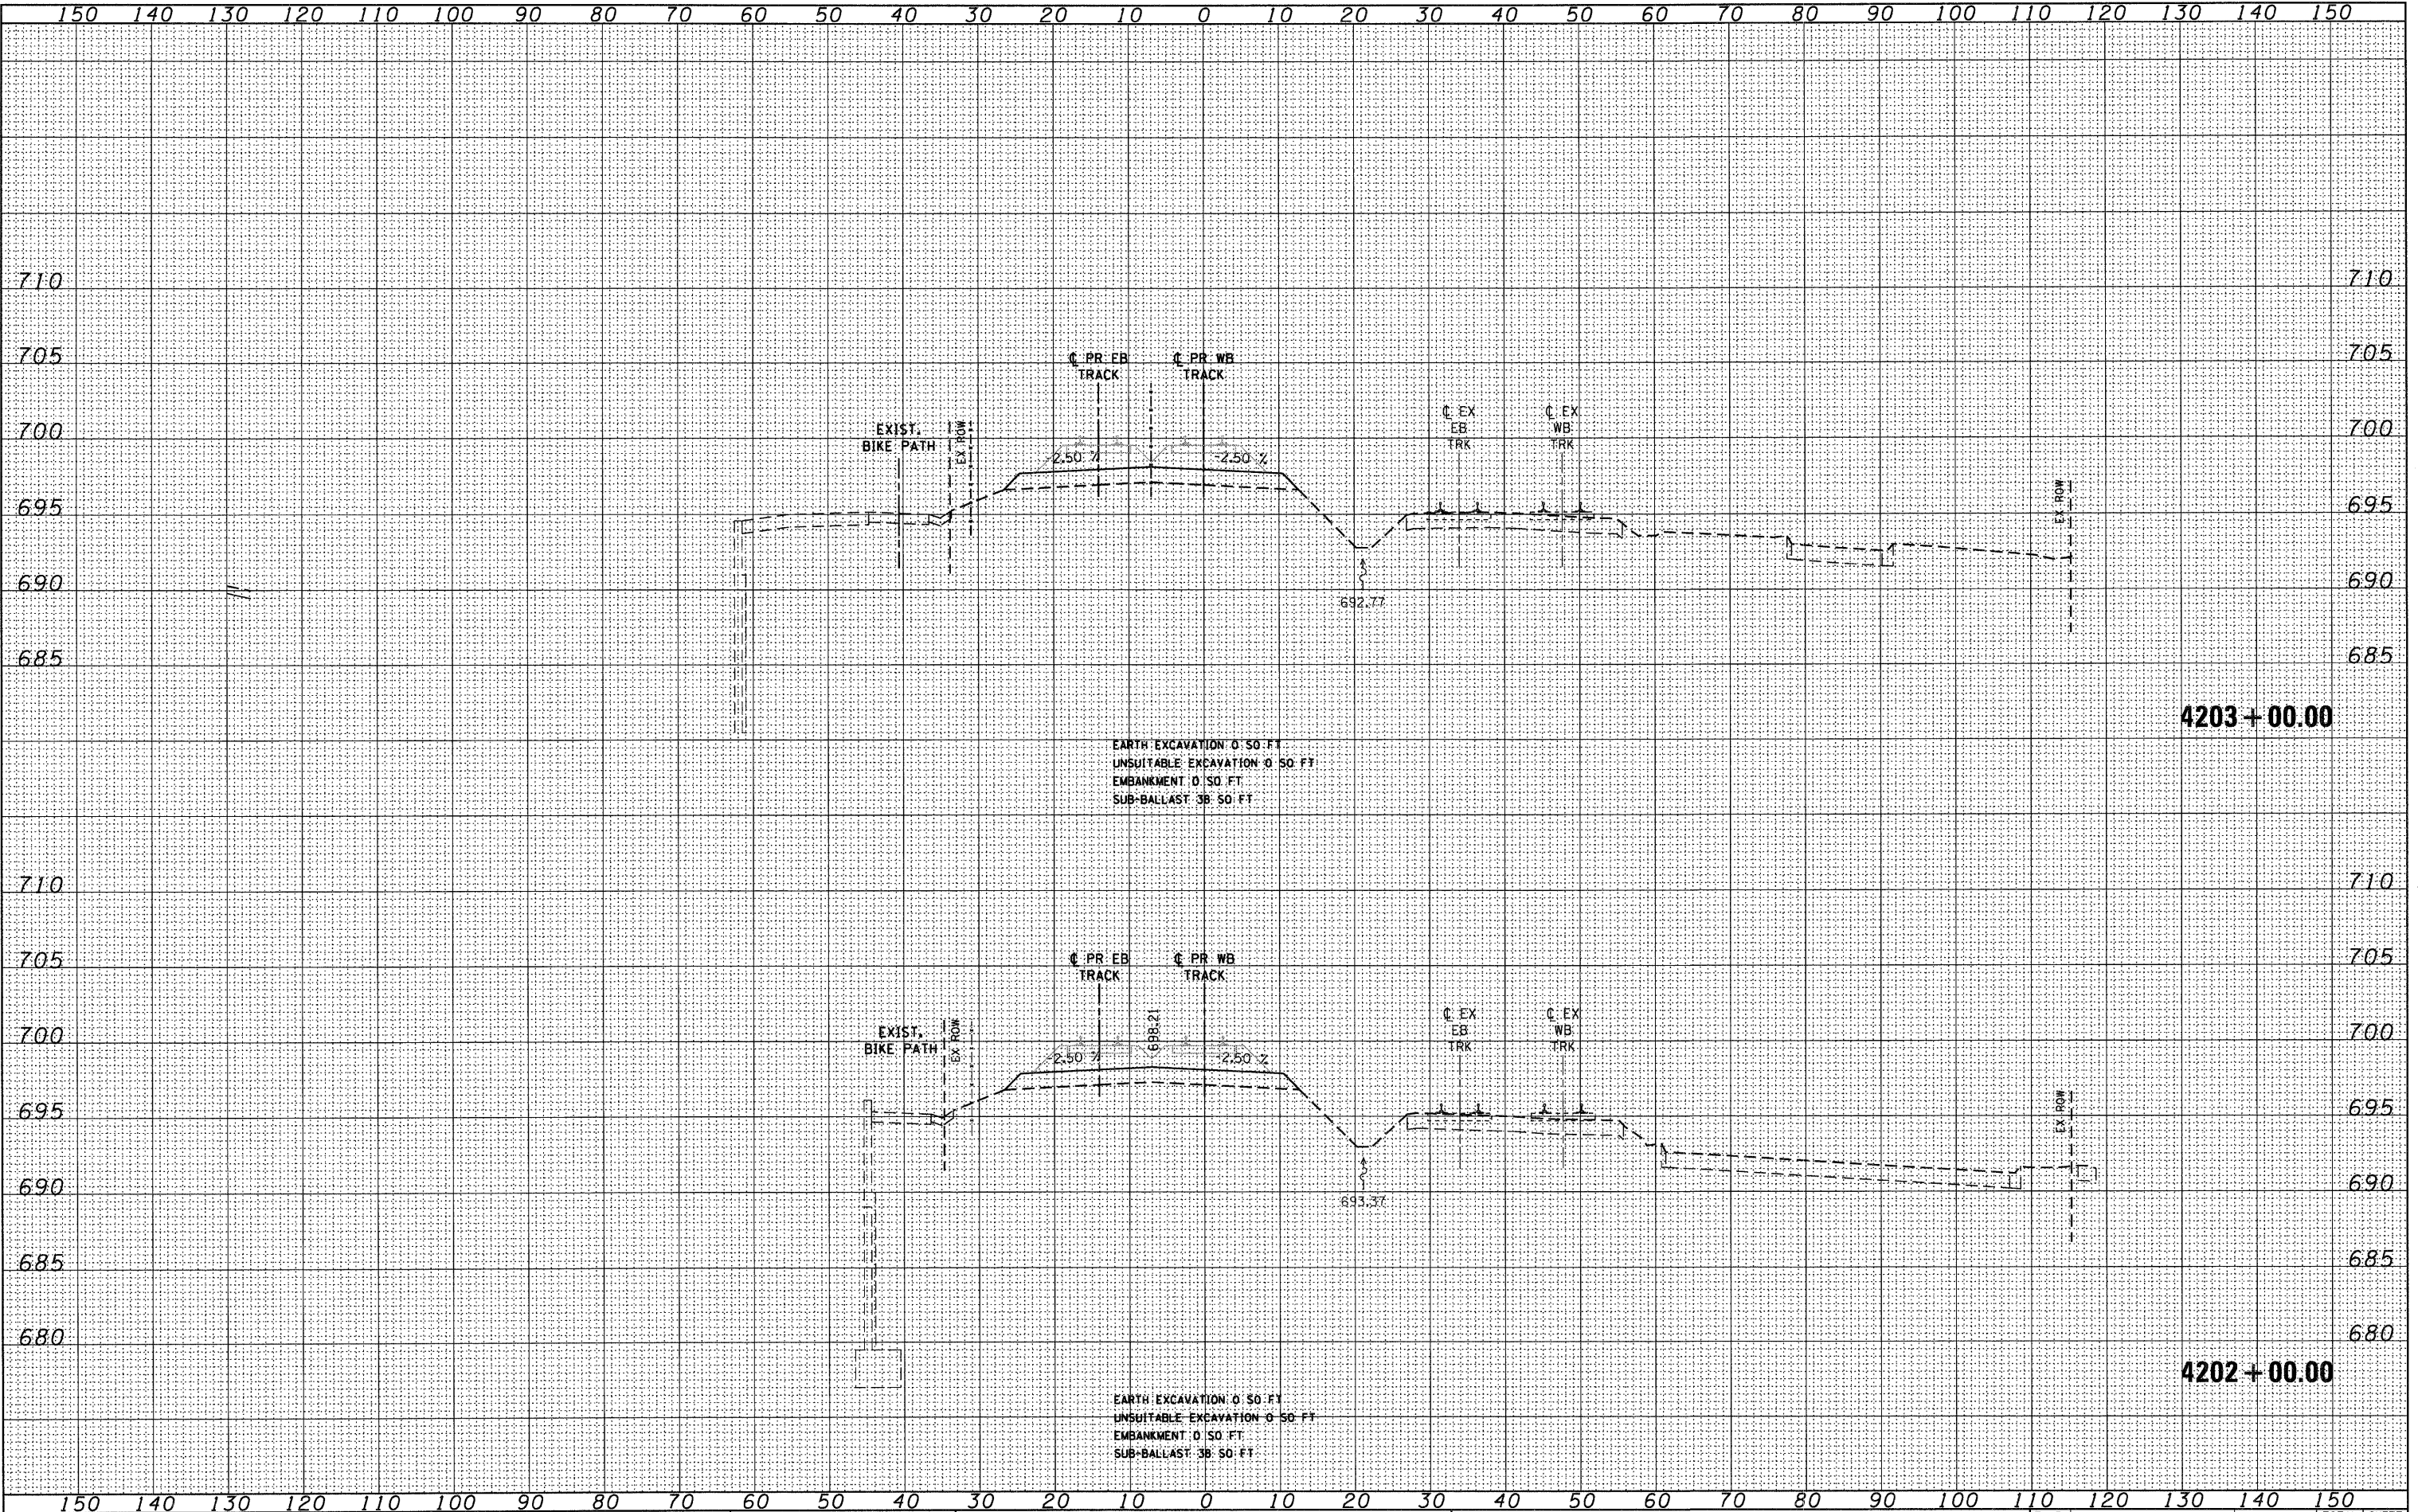 150 140 130 120 110 100 90 80 70 60 50 40 30 20 10 0 10 20 30 40 50 60 70 80 90 100 110 120 130 140 150
710 710
705 705
℄ PR EB
TRACK
℄ PR WB
TRACK
700 700
EXIST.
BIKE PATH
EX ROW
-2.50 %
-2.50 %
℄ EX
EB
TRK
℄ EX
WB
TRK
EX ROW
695 695
690 690
692.77
685 685
4203+00.00
EARTH EXCAVATION 0 SQ FT
UNSUITABLE EXCAVATION 0 SQ FT
EMBANKMENT 0 SQ FT
SUB-BALLAST 38 SQ FT
710 710
705 705
℄ PR EB
TRACK
℄ PR WB
TRACK
700 700
EXIST.
BIKE PATH
EX ROW
-2.50 %
698.21
-2.50 %
℄ EX
EB
TRK
℄ EX
WB
TRK
EX ROW
695 695
690 690
693.37
685 685
680 680
4202+00.00
EARTH EXCAVATION 0 SQ FT
UNSUITABLE EXCAVATION 0 SQ FT
EMBANKMENT 0 SQ FT
SUB-BALLAST 38 SQ FT
150 140 130 120 110 100 90 80 70 60 50 40 30 20 10 0 10 20 30 40 50 60 70 80 90 100 110 120 130 140 150